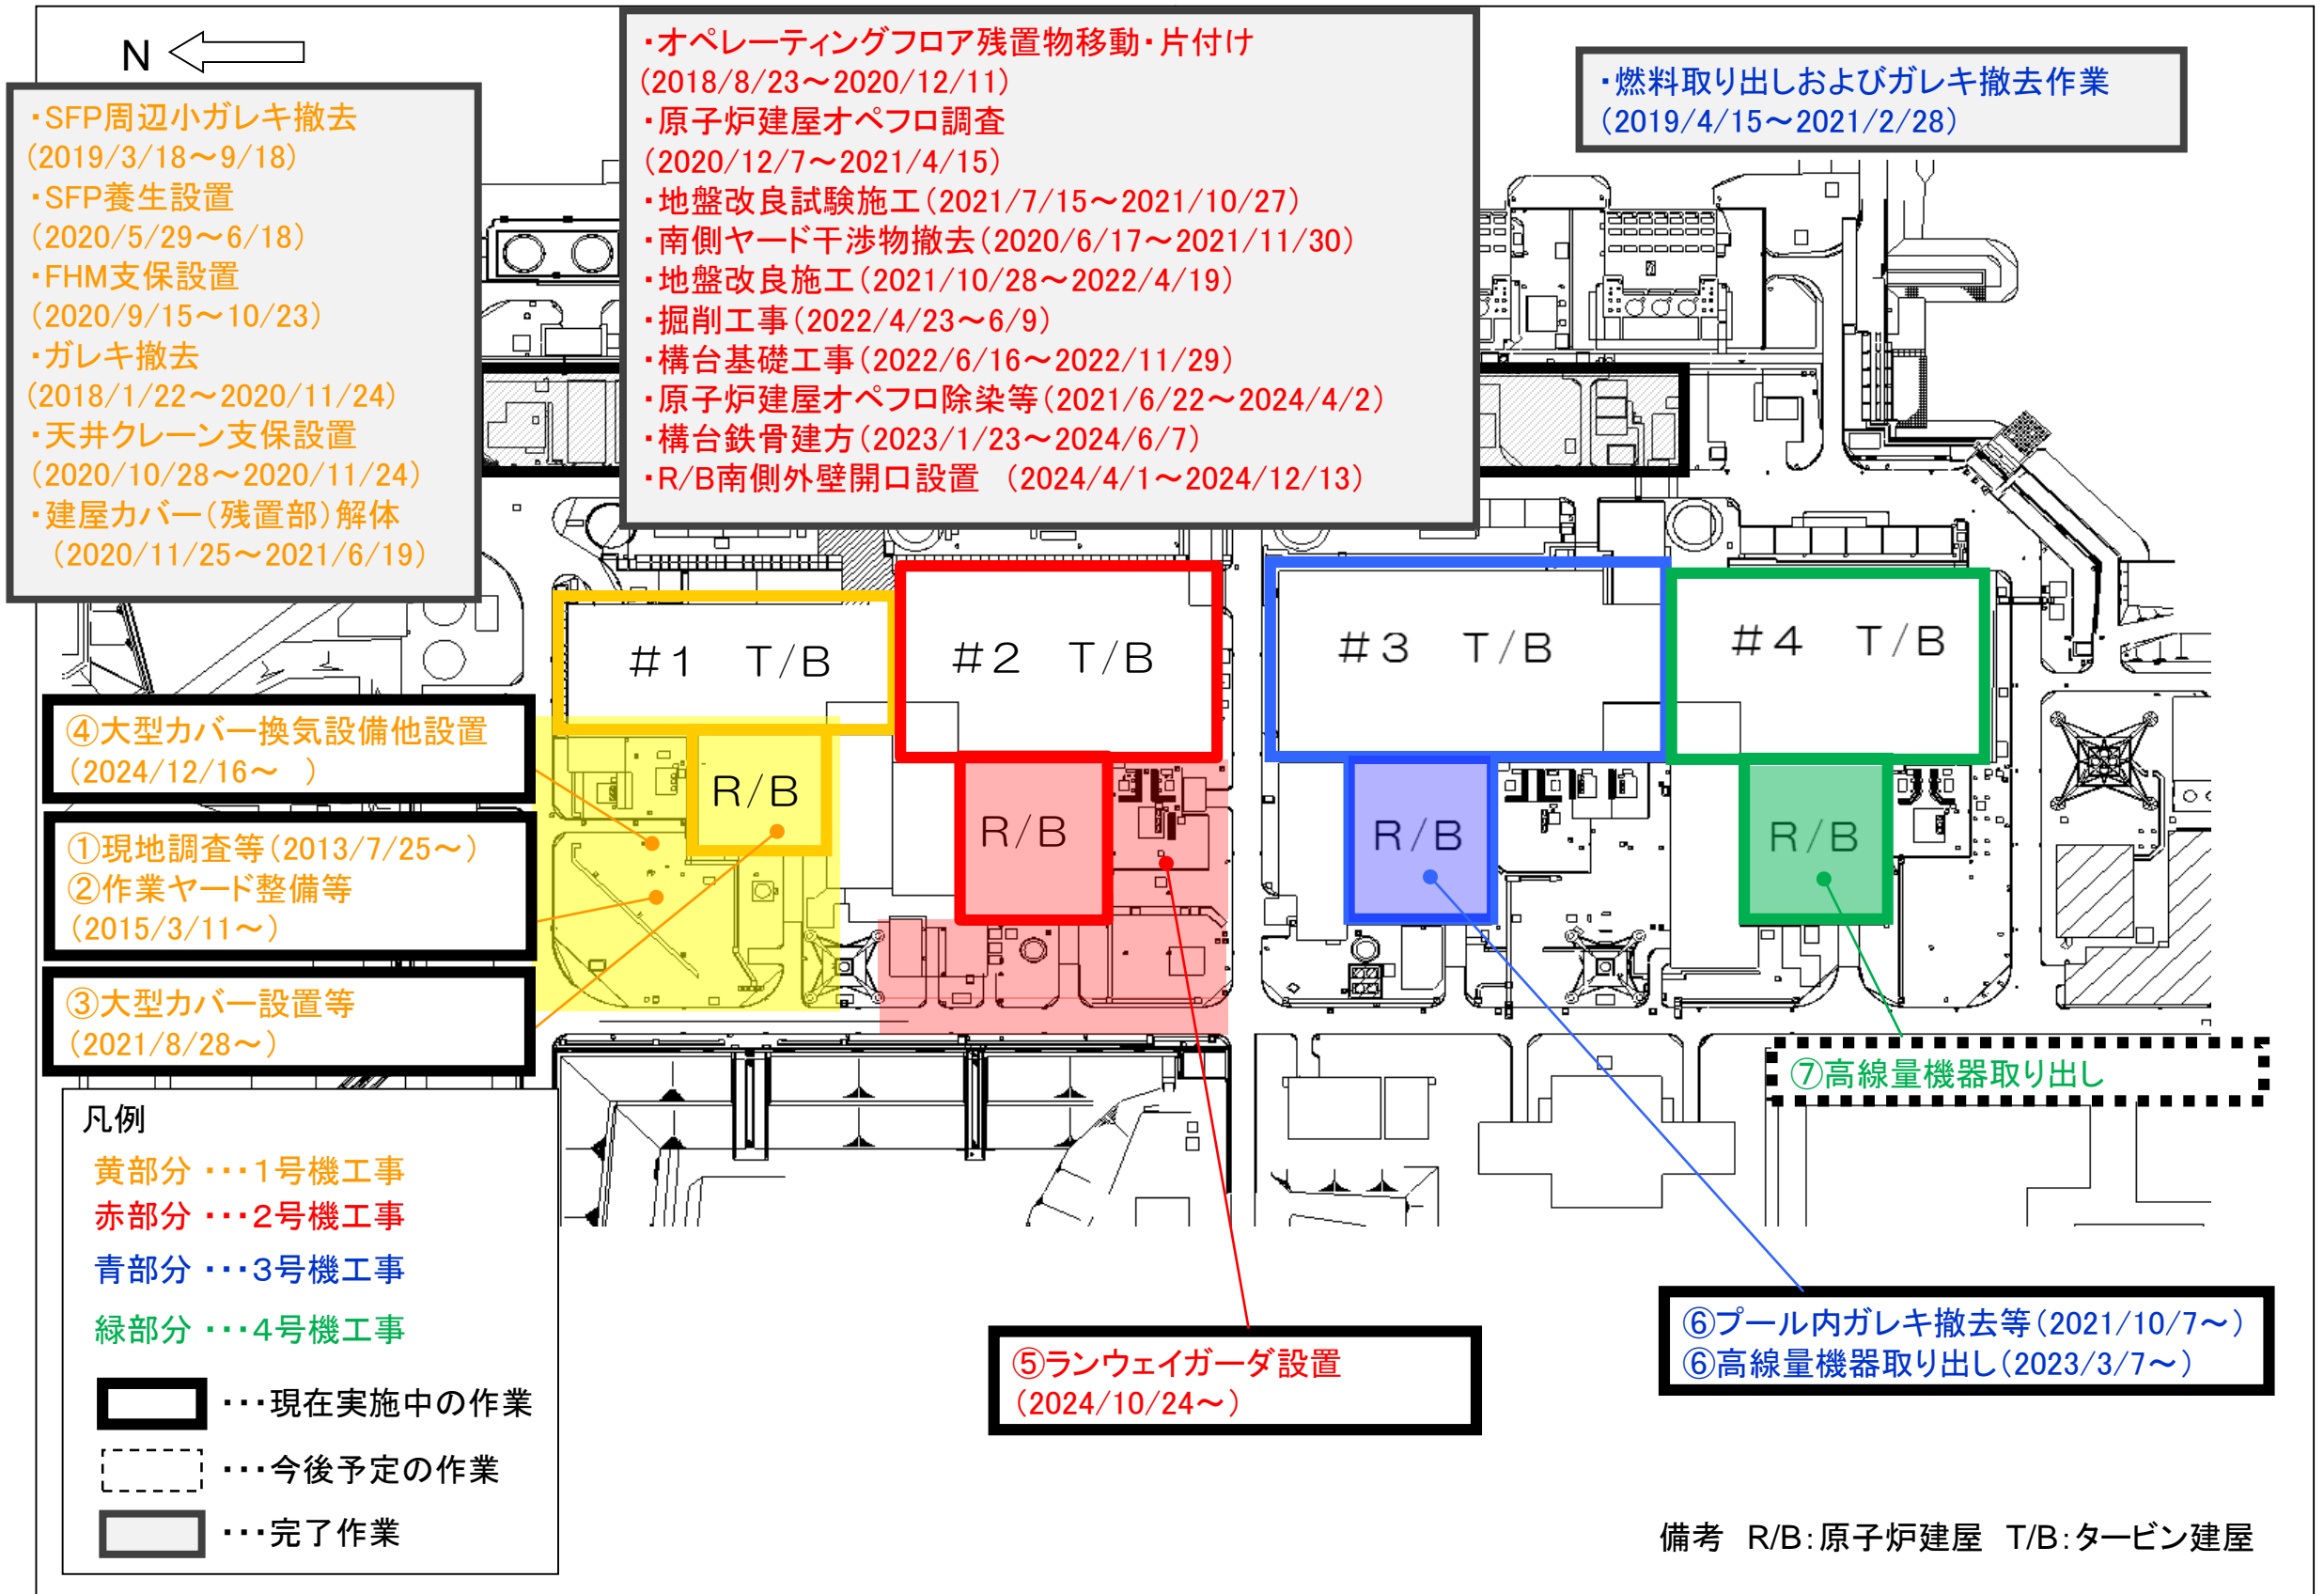 N
・SFP周辺小ガレキ撤去
(2019/3/18～9/18)
・SFP養生設置
(2020/5/29～6/18)
・FHM支保設置
(2020/9/15～10/23)
・ガレキ撤去
(2018/1/22～2020/11/24)
・天井クレーン支保設置
(2020/10/28～2020/11/24)
・建屋カバー(残置部)解体
(2020/11/25～2021/6/19)
・オペレーティングフロア残置物移動・片付け
(2018/8/23～2020/12/11)
・原子炉建屋オペフロ調査
(2020/12/7～2021/4/15)
・地盤改良試験施工(2021/7/15～2021/10/27)
・南側ヤード干渉物撤去(2020/6/17～2021/11/30)
・地盤改良施工(2021/10/28～2022/4/19)
・掘削工事(2022/4/23～6/9)
・構台基礎工事(2022/6/16～2022/11/29)
・原子炉建屋オペフロ除染等(2021/6/22～2024/4/2)
・構台鉄骨建方(2023/1/23～2024/6/7)
・R/B南側外壁開口設置 (2024/4/1～2024/12/13)
・燃料取り出しおよびガレキ撤去作業
(2019/4/15～2021/2/28)
#1 T/B
#2 T/B
#3 T/B
#4 T/B
R/B
R/B
R/B
R/B
④大型カバー換気設備他設置
(2024/12/16～ )
①現地調査等(2013/7/25～)
②作業ヤード整備等
(2015/3/11～)
③大型カバー設置等
(2021/8/28～)
⑦高線量機器取り出し
⑤ランウェイガーダ設置
(2024/10/24～)
⑥プール内ガレキ撤去等(2021/10/7～)
⑥高線量機器取り出し(2023/3/7～)
凡例
黄部分 ・・・1号機工事
赤部分 ・・・2号機工事
青部分 ・・・3号機工事
緑部分 ・・・4号機工事
・・・現在実施中の作業
・・・今後予定の作業
・・・完了作業
備考 R/B:原子炉建屋 T/B:タービン建屋